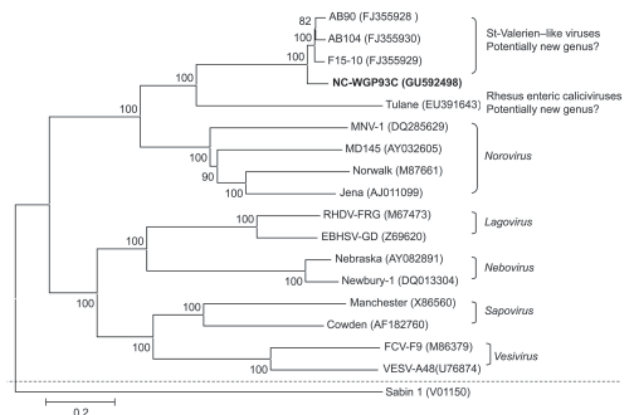 82
AB90 (FJ355928 )
100
AB104 (FJ355930)
St-Valerien–like viruses
Potentially new genus?
100
F15-10 (FJ355929)
100
NC-WGP93C (GU592498)
Rhesus enteric caliciviruses
Potentially new genus?
100
Tulane (EU391643)
MNV-1 (DQ285629)
100
MD145 (AY032605)
Norovirus
90
Norwalk (M87661)
100
Jena (AJ011099)
RHDV-FRG (M67473)
100
Lagovirus
EBHSV-GD (Z69620)
100
Nebraska (AY082891)
Nebovirus
100
Newbury-1 (DQ013304)
100
Manchester (X86560)
100
Sapovirus
Cowden (AF182760)
100
FCV-F9 (M86379)
Vesivirus
100
VESV-A48(U76874)
Sabin 1 (V01150)
0.2